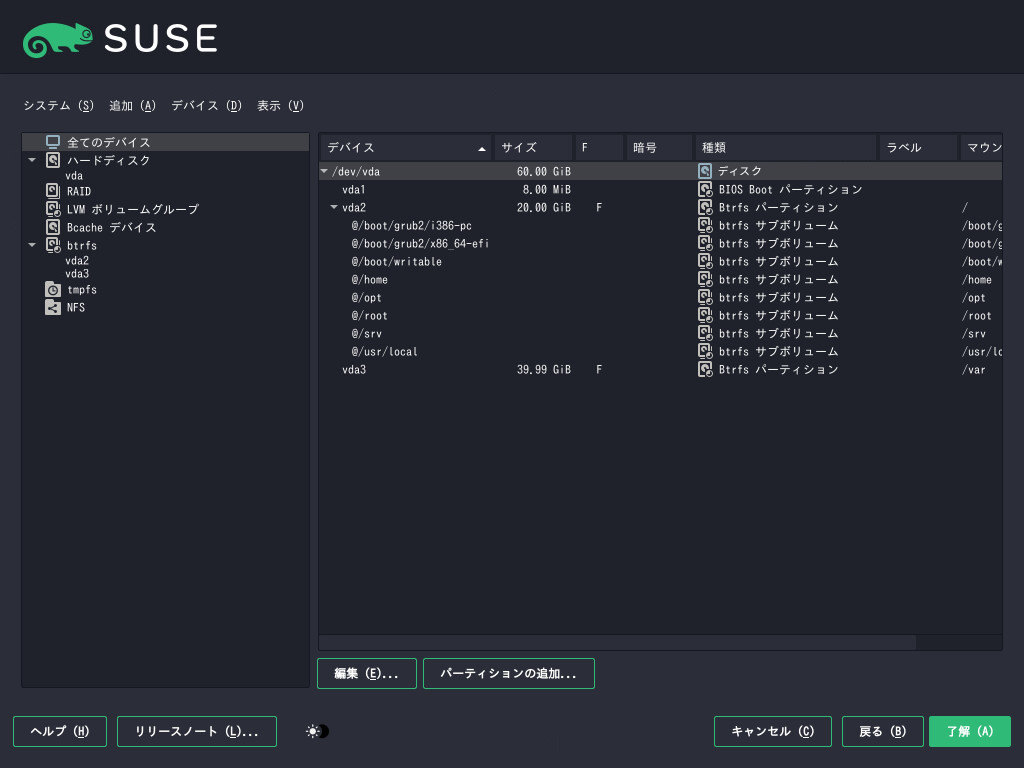 SUSE
システム (S) 追加 (A) デバイス (D) 表示 (V)
全てのデバイス
ハードディスク
vda
RAID
LVM ボリュームグループ
Bcache デバイス
btrfs
vda2
vda3
tmpfs
NFS
デバイス サイズ F 暗号 種類 ラベル マウン
/dev/vda 60.00 GiB ディスク
vda1 8.00 MiB BIOS Boot パーティション
vda2 20.00 GiB F Btrfs パーティション /
@/boot/grub2/i386-pc btrfs サブボリューム /boot/g
@/boot/grub2/x86_64-efi btrfs サブボリューム /boot/g
@/boot/writable btrfs サブボリューム /boot/w
@/home btrfs サブボリューム /home
@/opt btrfs サブボリューム /opt
@/root btrfs サブボリューム /root
@/srv btrfs サブボリューム /srv
@/usr/local btrfs サブボリューム /usr/lo
vda3 39.99 GiB F Btrfs パーティション /var
編集 (E)... パーティションの追加...
ヘルプ (H) リリースノート (L)... キャンセル (C) 戻る (B) 了解 (A)